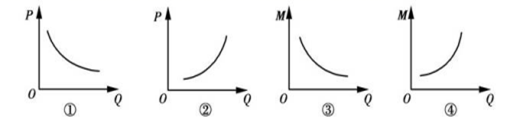 P P M M
O Q O Q O Q O Q
① ② ③ ④